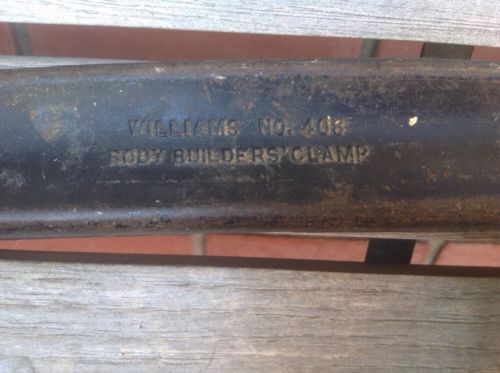 WILLIAMS NO. 408
BODY BUILDERS' CLAMP